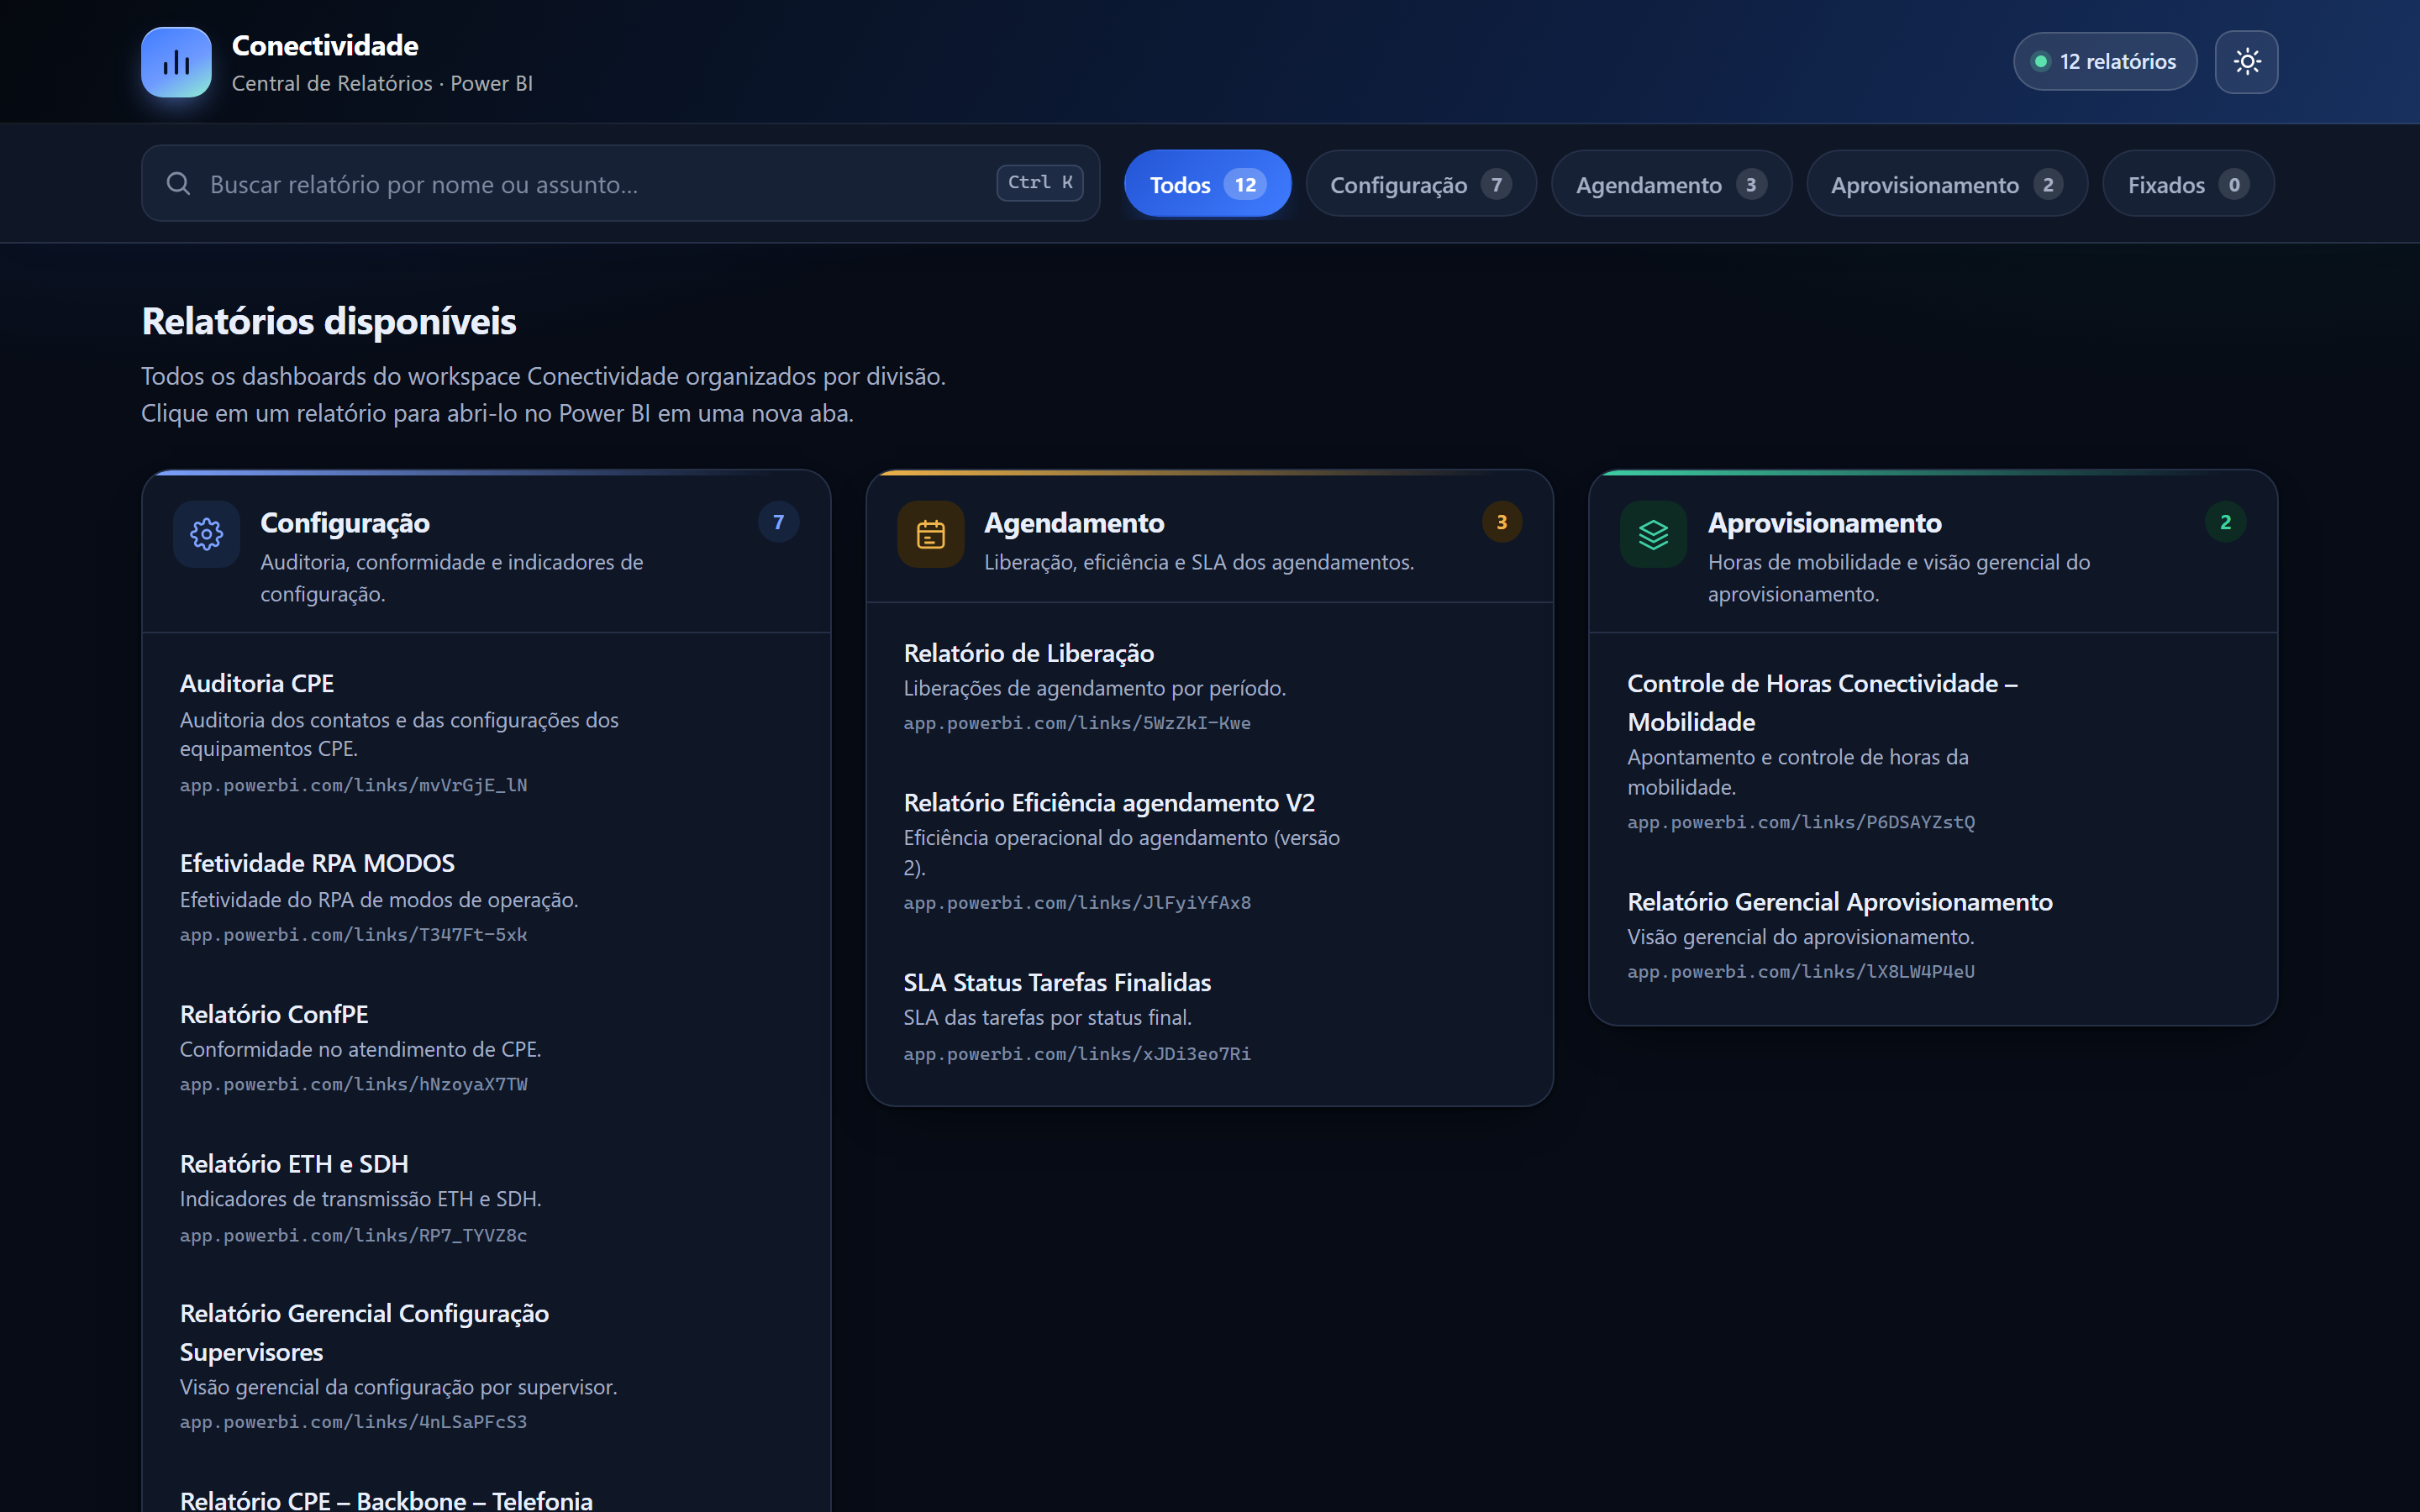 Conectividade
Central de Relatórios · Power BI
12 relatórios
Buscar relatório por nome ou assunto...
Ctrl K
Todos 12
Configuração 7
Agendamento 3
Aprovisionamento 2
Fixados 0
Relatórios disponíveis
Todos os dashboards do workspace Conectividade organizados por divisão.
Clique em um relatório para abri-lo no Power BI em uma nova aba.
Configuração
7
Auditoria, conformidade e indicadores de
configuração.
Auditoria CPE
Auditoria dos contatos e das configurações dos
equipamentos CPE.
app.powerbi.com/links/mvVrGjE_lN
Efetividade RPA MODOS
Efetividade do RPA de modos de operação.
app.powerbi.com/links/T347Ft-5xk
Relatório ConfPE
Conformidade no atendimento de CPE.
app.powerbi.com/links/hNzoyaX7TW
Relatório ETH e SDH
Indicadores de transmissão ETH e SDH.
app.powerbi.com/links/RP7_TYVZ8c
Relatório Gerencial Configuração
Supervisores
Visão gerencial da configuração por supervisor.
app.powerbi.com/links/4nLSaPFcS3
Relatório CPE – Backbone – Telefonia
Agendamento
3
Liberação, eficiência e SLA dos agendamentos.
Relatório de Liberação
Liberações de agendamento por período.
app.powerbi.com/links/5WzZkI-Kwe
Relatório Eficiência agendamento V2
Eficiência operacional do agendamento (versão
2).
app.powerbi.com/links/JlFyiYfAx8
SLA Status Tarefas Finalidas
SLA das tarefas por status final.
app.powerbi.com/links/xJDi3eo7Ri
Aprovisionamento
2
Horas de mobilidade e visão gerencial do
aprovisionamento.
Controle de Horas Conectividade –
Mobilidade
Apontamento e controle de horas da
mobilidade.
app.powerbi.com/links/P6DSAYZstQ
Relatório Gerencial Aprovisionamento
Visão gerencial do aprovisionamento.
app.powerbi.com/links/lX8LW4P4eU